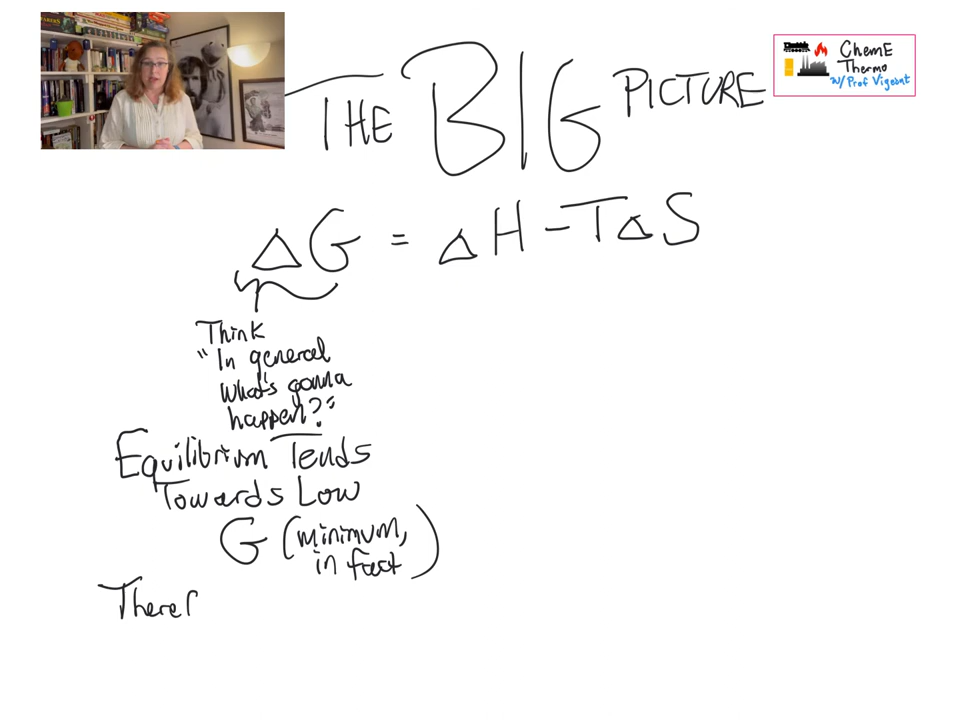 THE BIG PICTURE
ChemE
Thermo
w/ Prof Vigeant
ΔG = ΔH - TΔS
Think
"In general
What's gonna
happen?"
Equilibrium Tends
Towards Low
G (minimum,
in fact)
Theref